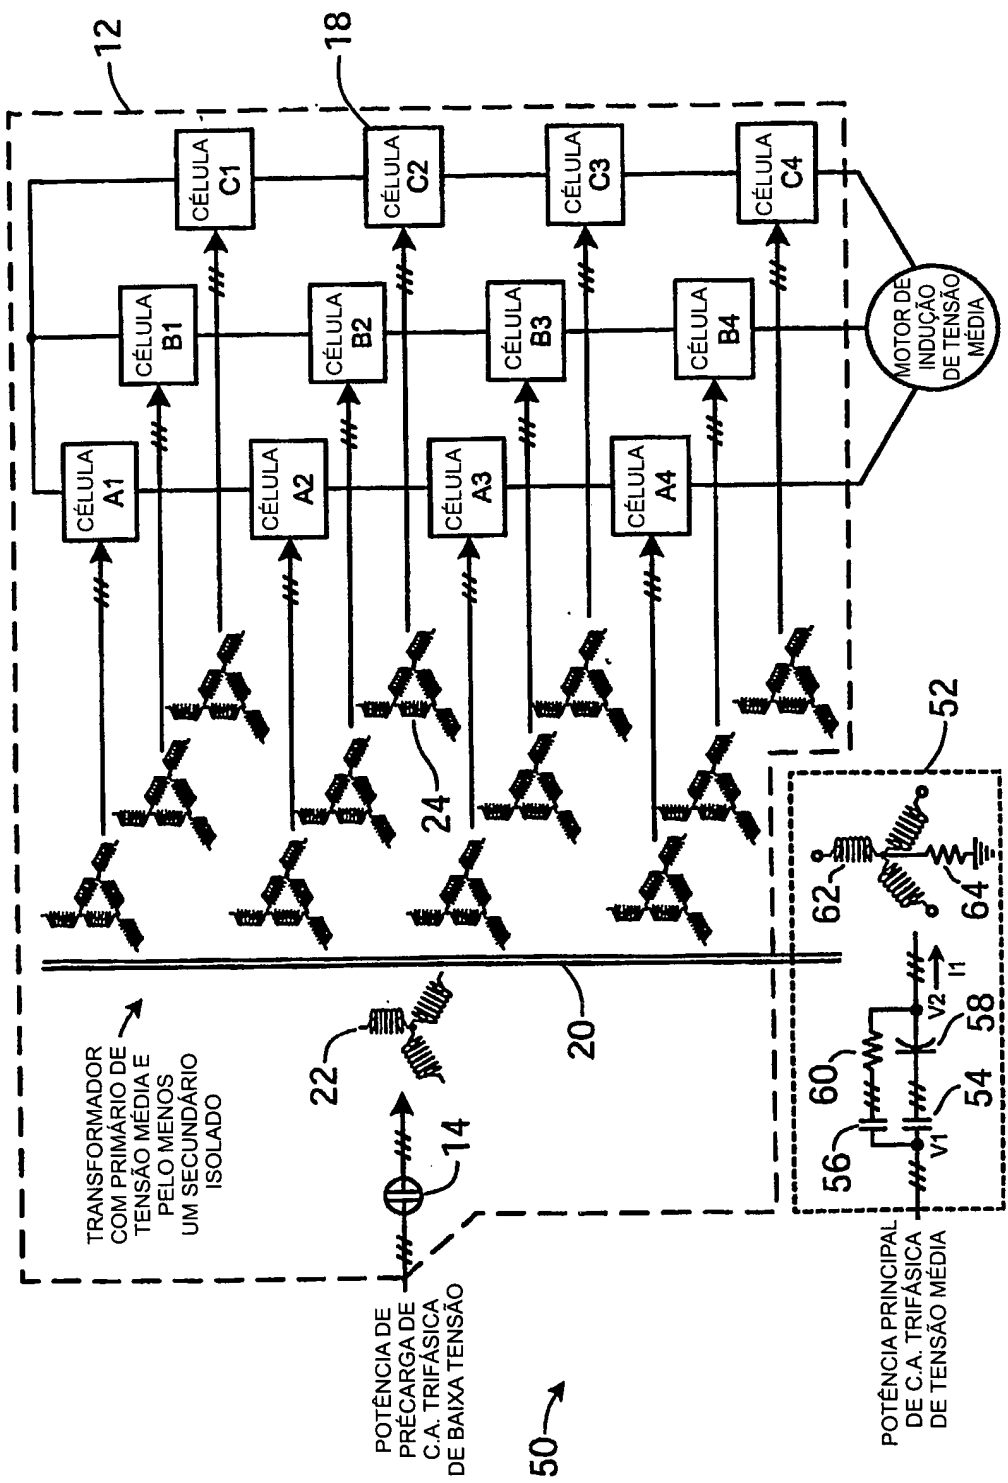 12
18
CÉLULA
A1
CÉLULA
B1
CÉLULA
C1
CÉLULA
A2
CÉLULA
B2
CÉLULA
C2
CÉLULA
A3
CÉLULA
B3
CÉLULA
C3
CÉLULA
A4
CÉLULA
B4
CÉLULA
C4
MOTOR DE
INDUÇÃO
DE TENSÃO
MÉDIA
TRANSFORMADOR
COM PRIMÁRIO DE
TENSÃO MÉDIA E
PELO MENOS
UM SECUNDÁRIO
ISOLADO
22
24
20
14
POTÊNCIA DE
PRÉCARGA DE
C.A. TRIFÁSICA
DE BAIXA TENSÃO
50
52
62
64
56
60
V1
V2
I1
54
58
POTÊNCIA PRINCIPAL
DE C.A. TRIFÁSICA
DE TENSÃO MÉDIA